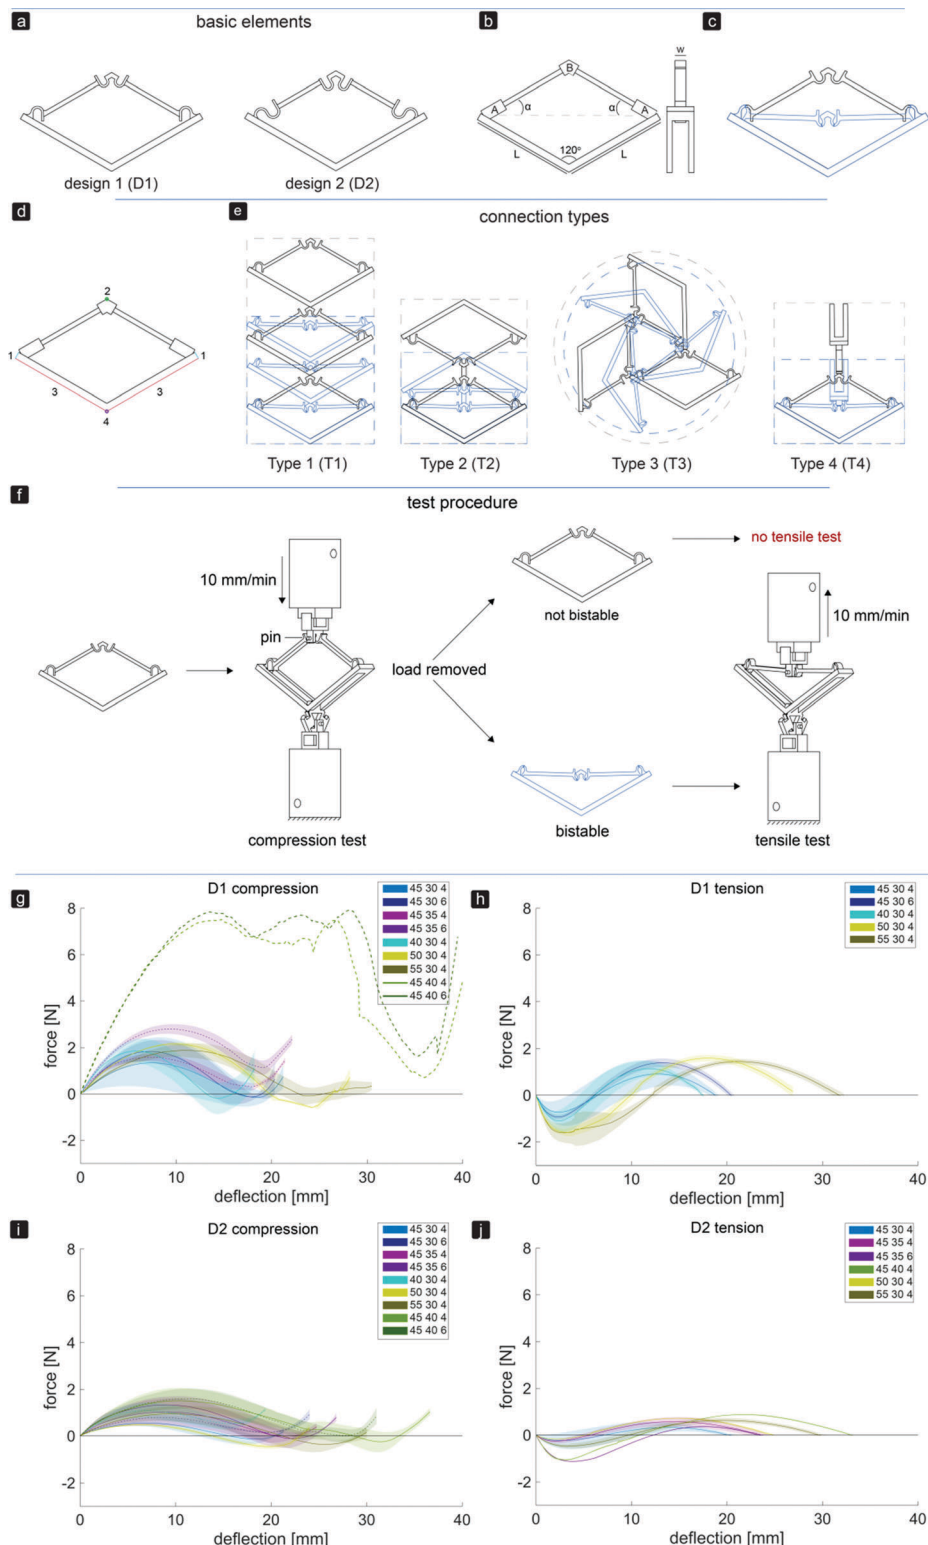 a
basic elements
b
c
design 1 (D1)
design 2 (D2)
A
B
A
α
α
120°
L
L
w
d
e
connection types
2
1
1
3
3
4
Type 1 (T1)
Type 2 (T2)
Type 3 (T3)
Type 4 (T4)
f
test procedure
10 mm/min
pin
compression test
load removed
not bistable
no tensile test
bistable
10 mm/min
tensile test
g
D1 compression
45 30 4
45 30 6
45 35 4
45 35 6
40 30 4
50 30 4
55 30 4
45 40 4
45 40 6
8
6
4
2
0
-2
force [N]
0
10
20
30
40
deflection [mm]
h
D1 tension
45 30 4
45 30 6
40 30 4
50 30 4
55 30 4
8
6
4
2
0
-2
force [N]
0
10
20
30
40
deflection [mm]
i
D2 compression
45 30 4
45 30 6
45 35 4
45 35 6
40 30 4
50 30 4
55 30 4
45 40 4
45 40 6
8
6
4
2
0
-2
force [N]
0
10
20
30
40
deflection [mm]
j
D2 tension
45 30 4
45 35 4
45 35 6
45 40 4
50 30 4
55 30 4
8
6
4
2
0
-2
force [N]
0
10
20
30
40
deflection [mm]